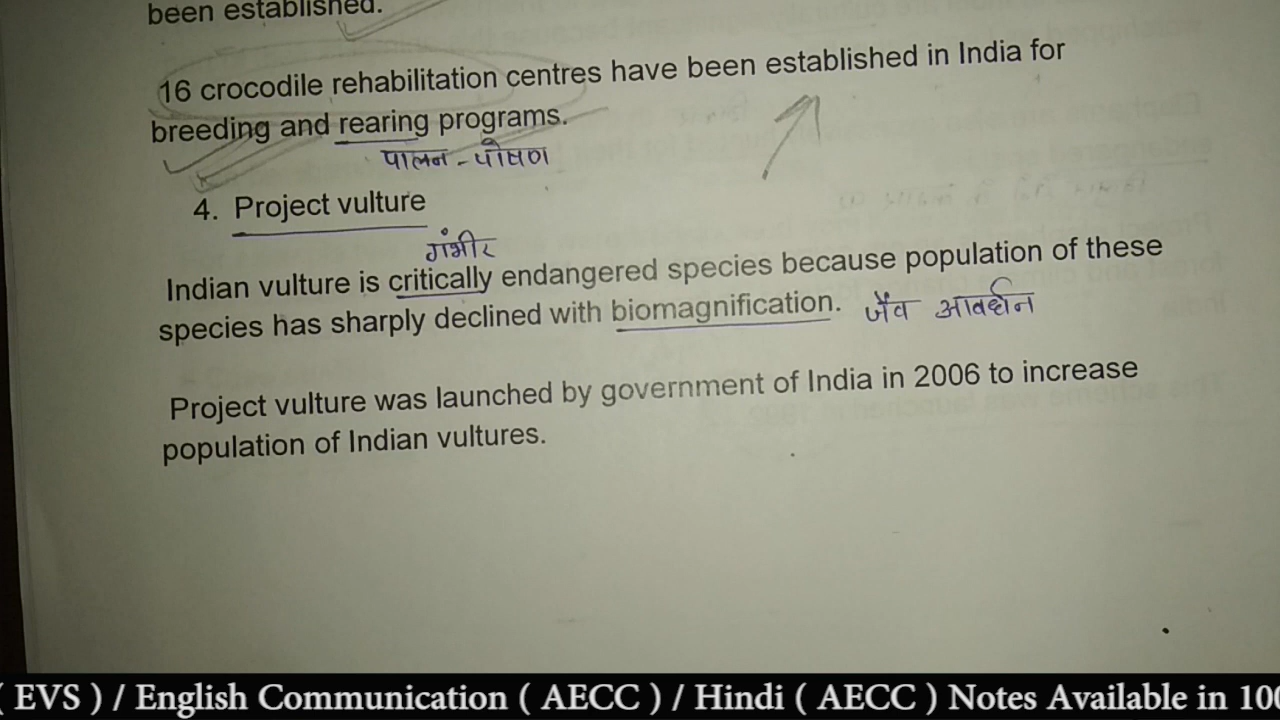 been established.
16 crocodile rehabilitation centres have been established in India for
breeding and rearing programs.
पालन - पोषण
4. Project vulture
गंभीर
Indian vulture is critically endangered species because population of these
species has sharply declined with biomagnification. जैव आवर्धन
Project vulture was launched by government of India in 2006 to increase
population of Indian vultures.
( EVS ) / English Communication ( AECC ) / Hindi ( AECC ) Notes Available in 100